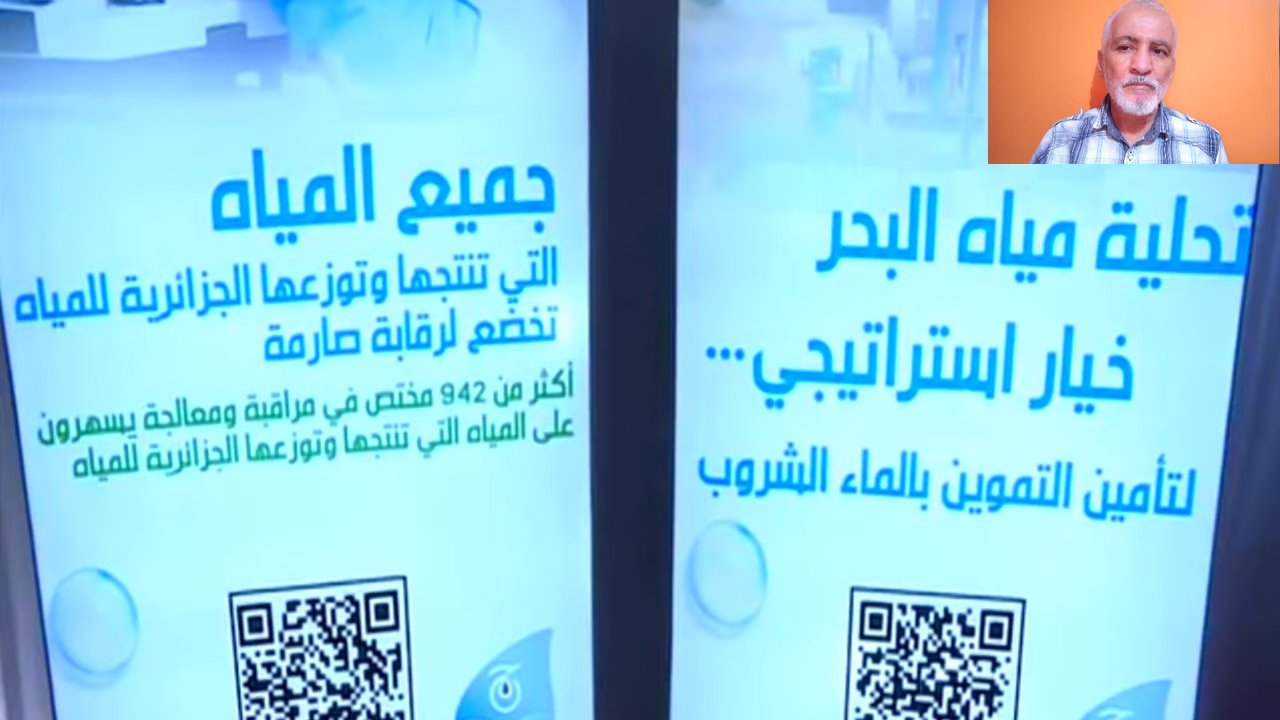 جميع المياه
التي تنتجها وتوزعها الجزائرية للمياه
تخضع لرقابة صارمة
أكثر من 942 مختص في مراقبة ومعالجة يسهرون
على المياه التي تنتجها وتوزعها الجزائرية للمياه
تحلية مياه البحر
خيار استراتيجي...
لتأمين التموين بالماء الشروب